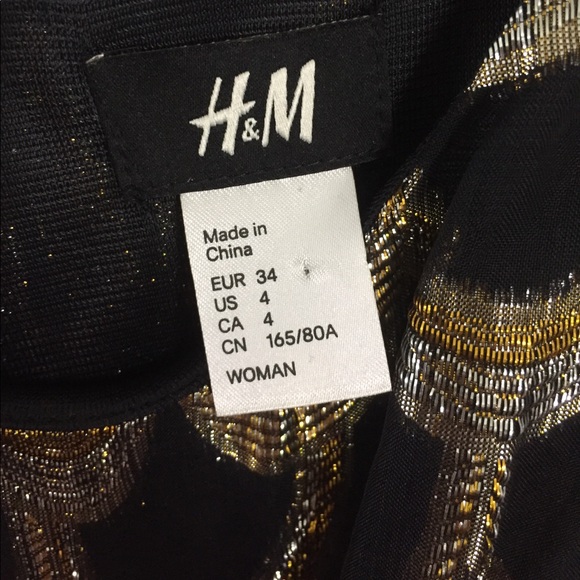 H&M
Made in
China
EUR 34
US 4
CA 4
CN 165/80A
WOMAN